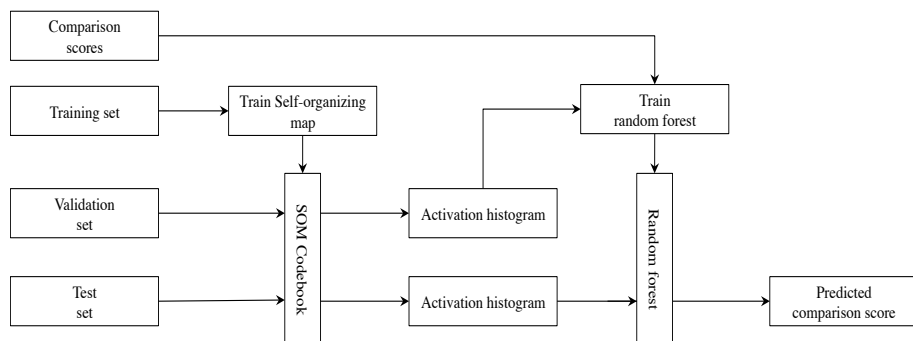 Comparison
scores
Training set
Train Self-organizing
map
Train
random forest
Validation
set
SOM Codebook
Activation histogram
Random forest
Test
set
Activation histogram
Predicted
comparison score